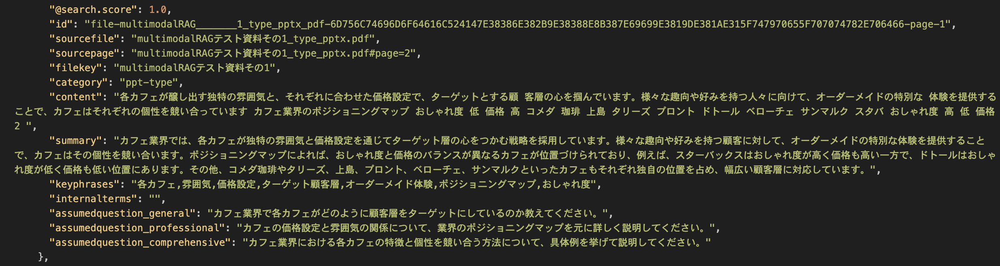 "@search.score": 1.0,
"id": "file-multimodalRAG_______1_type_pptx_pdf-6D756C74696D6F64616C524147E38386E382B9E38388E8B387E69699E3819DE381AE315F747970655F707074782E706466-page-1",
"sourcefile": "multimodalRAGテスト資料その1_type_pptx.pdf",
"sourcepage": "multimodalRAGテスト資料その1_type_pptx.pdf#page=2",
"filekey": "multimodalRAGテスト資料その1",
"category": "ppt-type",
"content": "各カフェが醸し出す独特の雰囲気と、それぞれに合わせた価格設定で、ターゲットとする顧 客層の心を掴んでいます。様々な趣向や好みを持つ人々に向けて、オーダーメイドの特別な 体験を提供する
ことで、カフェはそれぞれの個性を競い合っています カフェ業界のポジショニングマップ おしゃれ度 低 価格 高 コメダ 珈琲 上島 タリーズ プロント ドトール ベローチェ サンマルク スタバ おしゃれ度 高 低 価格
2 ",
"summary": "カフェ業界では、各カフェが独特の雰囲気と価格設定を通じてターゲット層の心をつかむ戦略を採用しています。様々な趣向や好みを持つ顧客に対して、オーダーメイドの特別な体験を提供すること
で、カフェはその個性を競い合います。ポジショニングマップによれば、おしゃれ度と価格のバランスが異なるカフェが位置づけられており、例えば、スターバックスはおしゃれ度が高く価格も高い一方で、ドトールはおしゃ
れ度が低く価格も低い位置にあります。その他、コメダ珈琲やタリーズ、上島、プロント、ベローチェ、サンマルクといったカフェもそれぞれ独自の位置を占め、幅広い顧客層に対応しています。",
"keyphrases": "各カフェ,雰囲気,価格設定,ターゲット顧客層,オーダーメイド体験,ポジショニングマップ,おしゃれ度",
"internalterms": "",
"assumedquestion_general": "カフェ業界で各カフェがどのように顧客層をターゲットにしているのか教えてください。",
"assumedquestion_professional": "カフェの価格設定と雰囲気の関係について、業界のポジショニングマップを元に詳しく説明してください。",
"assumedquestion_comprehensive": "カフェ業界における各カフェの特徴と個性を競い合う方法について、具体例を挙げて説明してください。"
},